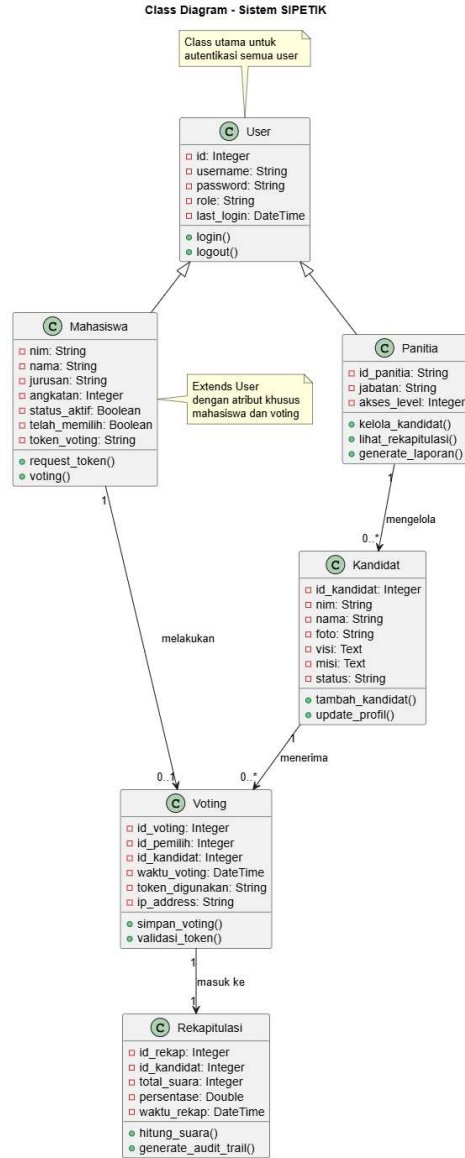 Class Diagram - Sistem SIPETIK
Class utama untuk
autentikasi semua user
C User
id: Integer
username: String
password: String
role: String
last_login: DateTime
login()
logout()
C Mahasiswa
nim: String
nama: String
jurusan: String
angkatan: Integer
status_aktif: Boolean
telah_memilih: Boolean
token_voting: String
request_token()
voting()
Extends User
dengan atribut khusus
mahasiswa dan voting
C Panitia
id_panitia: String
jabatan: String
akses_level: Integer
kelola_kandidat()
lihat_rekapitulasi()
generate_laporan()
1
1
mengelola
0..*
C Kandidat
id_kandidat: Integer
nim: String
nama: String
foto: String
visi: Text
misi: Text
status: String
tambah_kandidat()
update_profil()
melakukan
1
menerima
0..1
0..*
C Voting
id_voting: Integer
id_pemilih: Integer
id_kandidat: Integer
waktu_voting: DateTime
token_digunakan: String
ip_address: String
simpan_voting()
validasi_token()
1
masuk ke
1
C Rekapitulasi
id_rekap: Integer
id_kandidat: Integer
total_suara: Integer
persentase: Double
waktu_rekap: DateTime
hitung_suara()
generate_audit_trail()